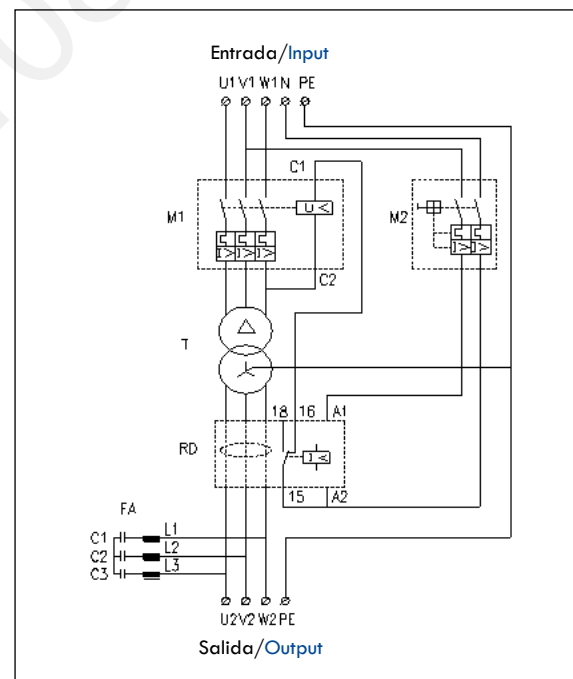 Entrada/Input
U1 V1 W1 N PE
C1
M1
U <
M2
I> I> I>
I> I>
C2
T
18 16 A1
RD
I <
15 A2
FA
C1 L1
C2 L2
C3 L3
U2 V2 W2 PE
Salida/Output